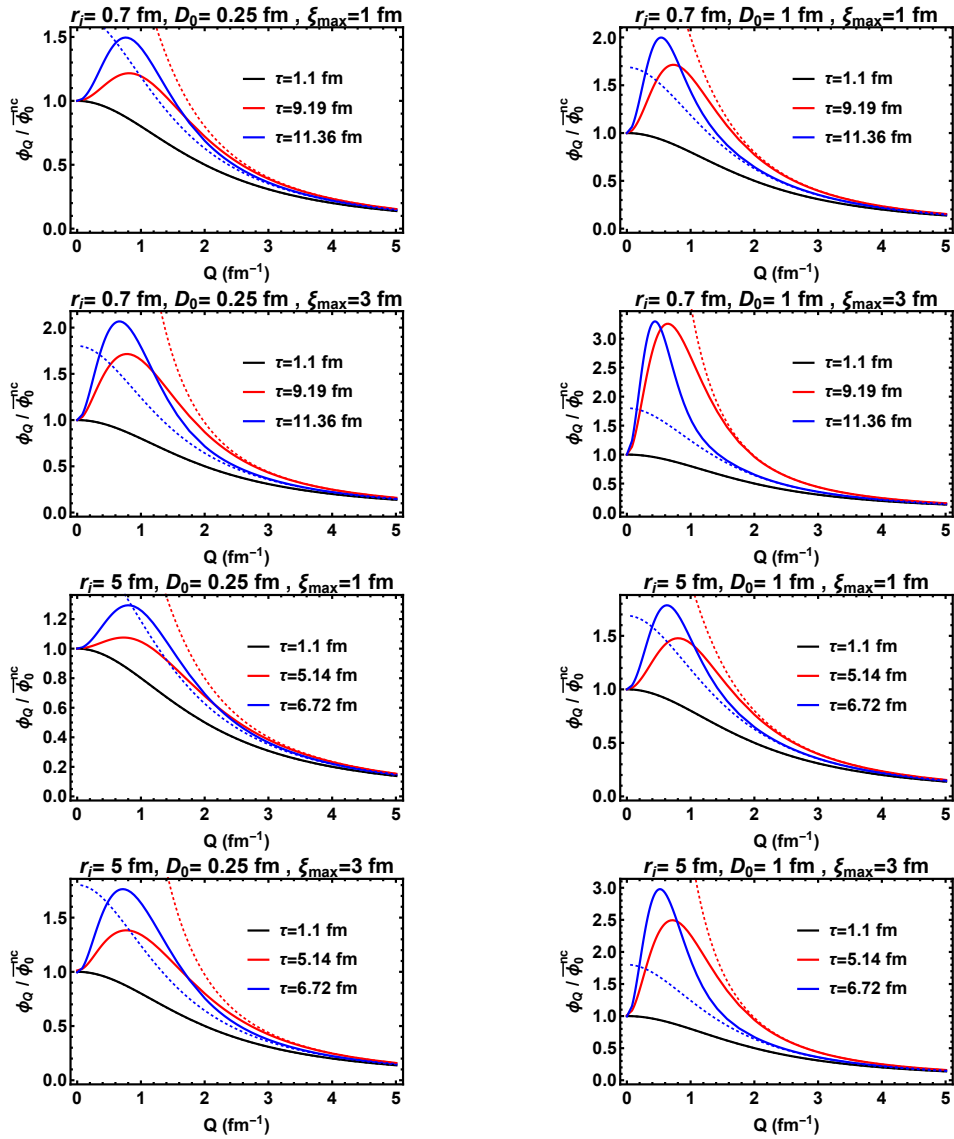 r_i= 0.7 fm, D_0= 0.25 fm , ξ_max=1 fm
ϕ_Q / ϕ̅_0^nc
1.5
1.0
0.5
0.0
τ=1.1 fm
τ=9.19 fm
τ=11.36 fm
0 1 2 3 4 5
Q (fm⁻¹)
r_i= 0.7 fm, D_0= 1 fm , ξ_max=1 fm
ϕ_Q / ϕ̅_0^nc
2.0
1.5
1.0
0.5
0.0
τ=1.1 fm
τ=9.19 fm
τ=11.36 fm
0 1 2 3 4 5
Q (fm⁻¹)
r_i= 0.7 fm, D_0= 0.25 fm , ξ_max=3 fm
ϕ_Q / ϕ̅_0^nc
2.0
1.5
1.0
0.5
0.0
τ=1.1 fm
τ=9.19 fm
τ=11.36 fm
0 1 2 3 4 5
Q (fm⁻¹)
r_i= 0.7 fm, D_0= 1 fm , ξ_max=3 fm
ϕ_Q / ϕ̅_0^nc
3.0
2.5
2.0
1.5
1.0
0.5
0.0
τ=1.1 fm
τ=9.19 fm
τ=11.36 fm
0 1 2 3 4 5
Q (fm⁻¹)
r_i= 5 fm, D_0= 0.25 fm , ξ_max=1 fm
ϕ_Q / ϕ̅_0^nc
1.2
1.0
0.8
0.6
0.4
0.2
0.0
τ=1.1 fm
τ=5.14 fm
τ=6.72 fm
0 1 2 3 4 5
Q (fm⁻¹)
r_i= 5 fm, D_0= 1 fm , ξ_max=1 fm
ϕ_Q / ϕ̅_0^nc
1.5
1.0
0.5
0.0
τ=1.1 fm
τ=5.14 fm
τ=6.72 fm
0 1 2 3 4 5
Q (fm⁻¹)
r_i= 5 fm, D_0= 0.25 fm , ξ_max=3 fm
ϕ_Q / ϕ̅_0^nc
1.5
1.0
0.5
0.0
τ=1.1 fm
τ=5.14 fm
τ=6.72 fm
0 1 2 3 4 5
Q (fm⁻¹)
r_i= 5 fm, D_0= 1 fm , ξ_max=3 fm
ϕ_Q / ϕ̅_0^nc
3.0
2.5
2.0
1.5
1.0
0.5
0.0
τ=1.1 fm
τ=5.14 fm
τ=6.72 fm
0 1 2 3 4 5
Q (fm⁻¹)